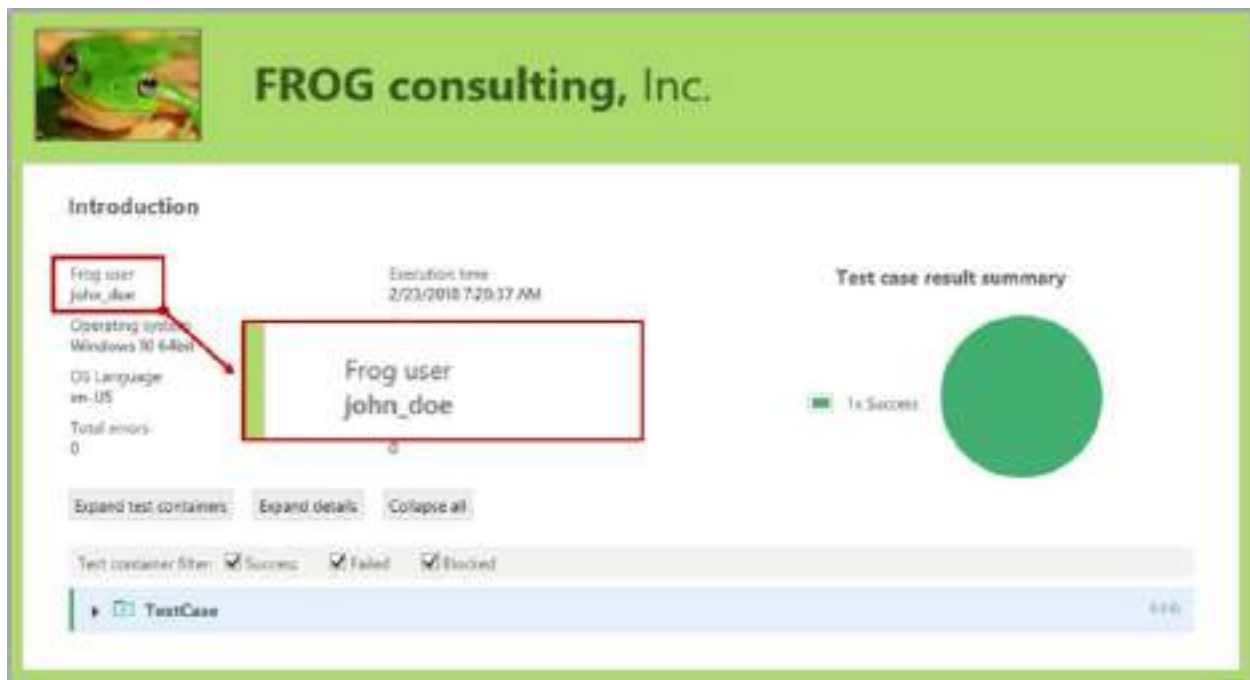 FROG consulting, Inc.
Introduction
Frog user
john_doe
Execution time
2/23/2018 7:20:37 AM
Test case result summary
Operating system
Windows 10 64bit
Frog user
john_doe
OS Language
en-US
1x Success
Total errors
0
0
Expand test containers Expand details Collapse all
Test container filter Success Failed Blocked
TestCase